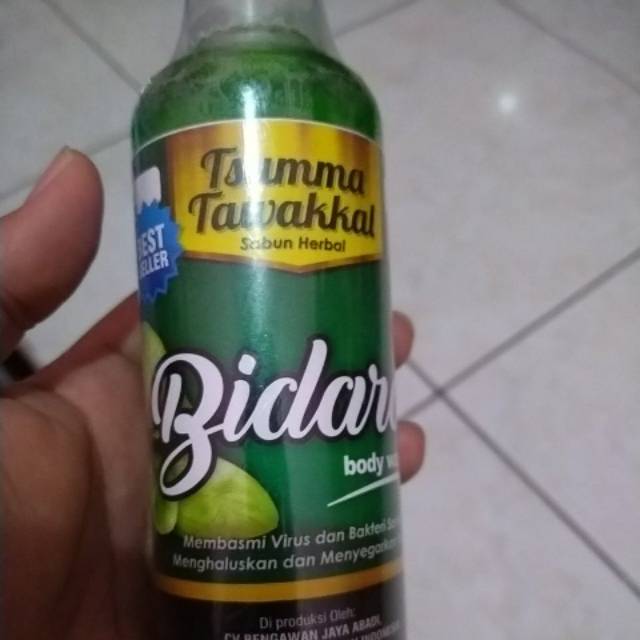 Tsumma
Tawakkal
Sabun Herbal
BEST
SELLER
Bidara
body
Membasmi Virus dan Bakteri
Menghaluskan dan Menyegarkan
Di produksi Oleh:
CV BENGAWAN JAYA ABADI,